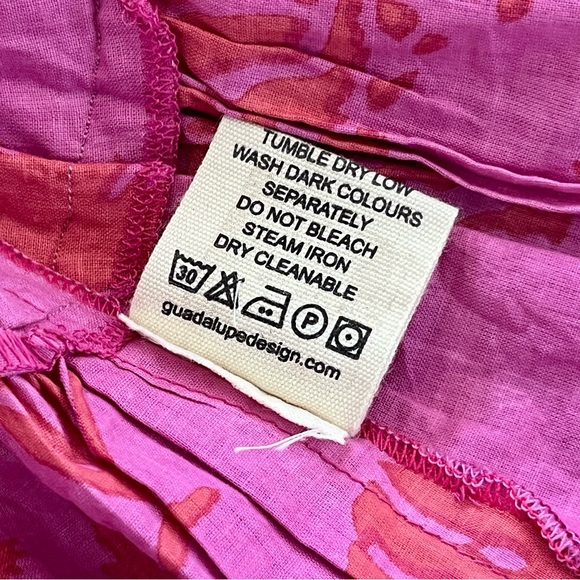 TUMBLE DRY LOW
WASH DARK COLOURS
SEPARATELY
DO NOT BLEACH
STEAM IRON
DRY CLEANABLE
30 P
guadalupedesign.com